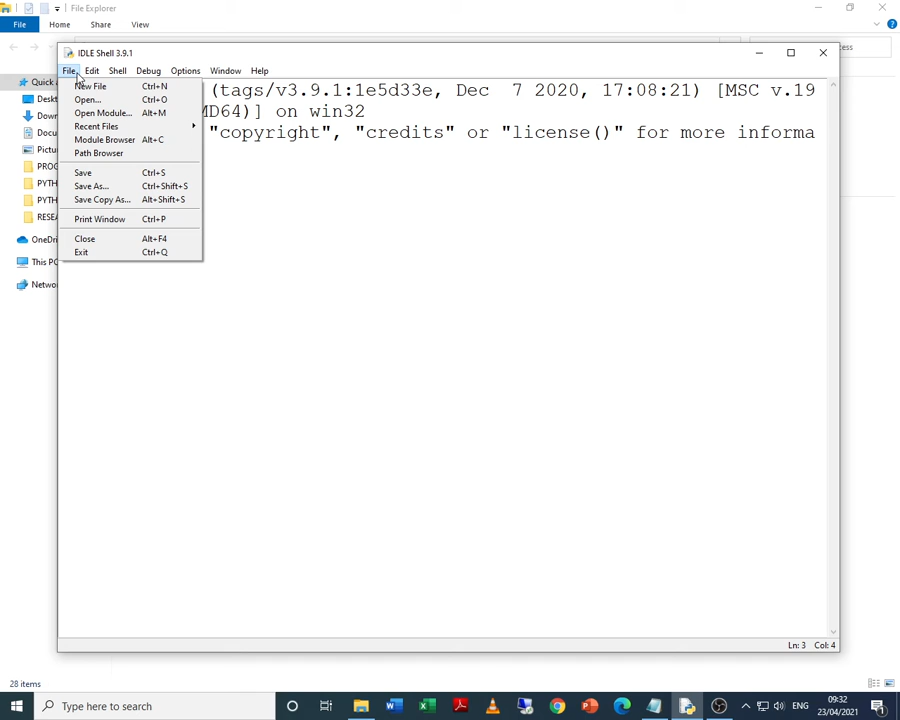 File Explorer
File Home Share View
IDLE Shell 3.9.1
File Edit Shell Debug Options Window Help
New File Ctrl+N
Open... Ctrl+O
Open Module... Alt+M
Recent Files
Module Browser Alt+C
Path Browser
Save Ctrl+S
Save As... Ctrl+Shift+S
Save Copy As... Alt+Shift+S
Print Window Ctrl+P
Close Alt+F4
Exit Ctrl+Q
(tags/v3.9.1:1e5d33e, Dec 7 2020, 17:08:21) [MSC v.19
MD64)] on win32
"copyright", "credits" or "license()" for more informa
Quick
Deskt
Down
Docu
Pictu
PROG
PYTH
PYTH
RESEA
OneDri
This PC
Netwo
Ln: 3 Col: 4
28 items
Type here to search
ENG
09:32
23/04/2021